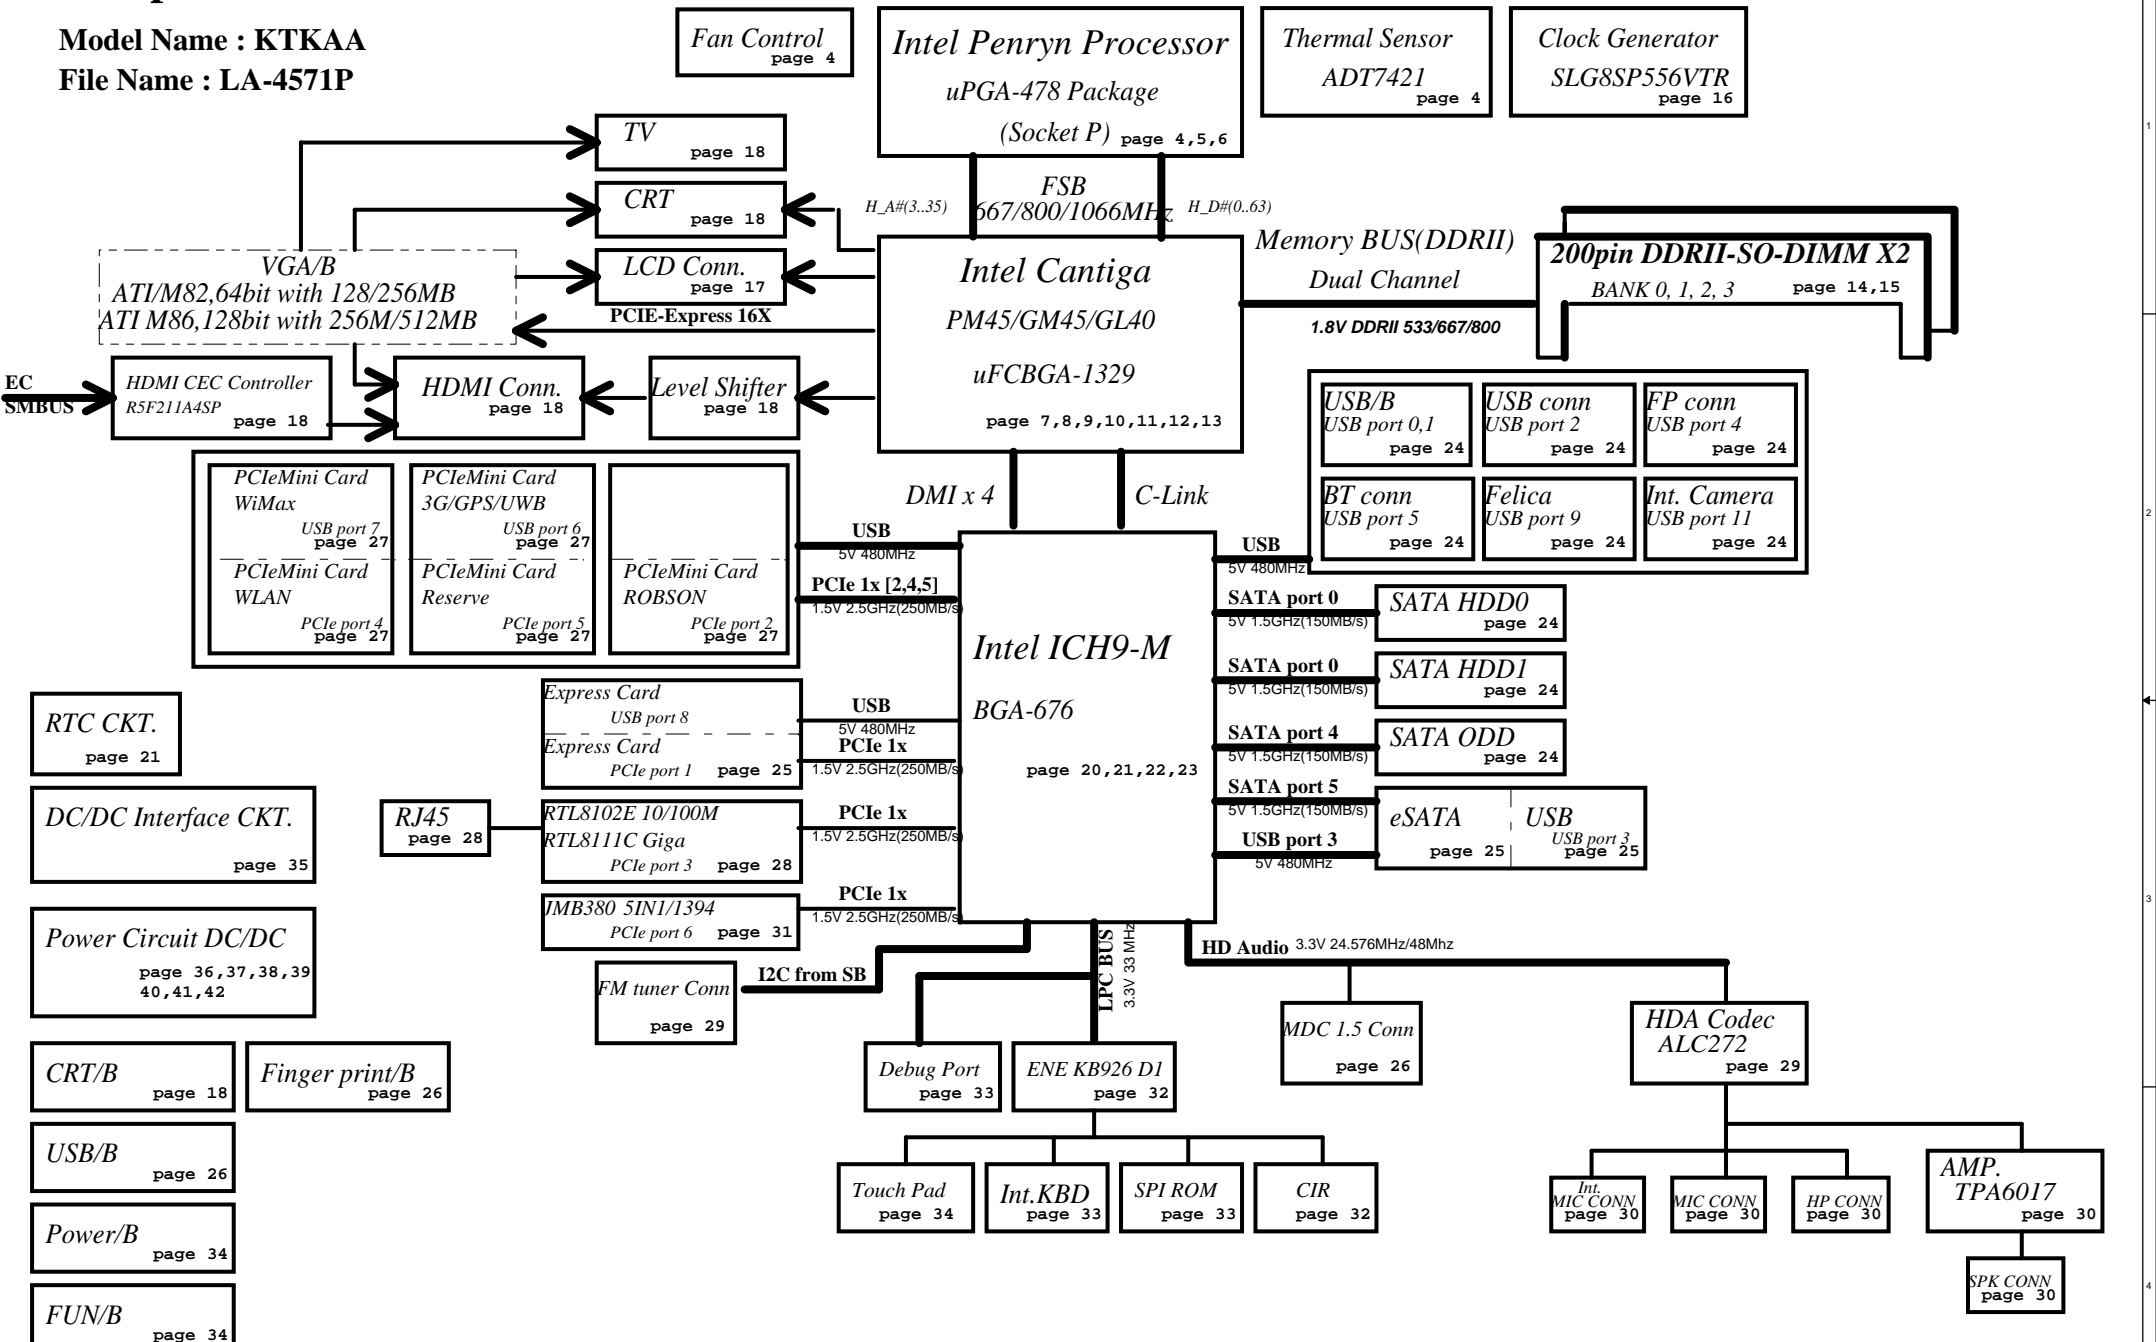 Model Name : KTKAA
File Name : LA-4571P
Fan Control
page 4
Intel Penryn Processor
uPGA-478 Package
(Socket P) page 4,5,6
Thermal Sensor
ADT7421
page 4
Clock Generator
SLG8SP556VTR
page 16
TV
page 18
CRT
page 18
LCD Conn.
page 17
PCIE-Express 16X
VGA/B
ATI/M82,64bit with 128/256MB
ATI M86,128bit with 256M/512MB
H_A#(3..35)
FSB
667/800/1066MHz
H_D#(0..63)
Intel Cantiga
PM45/GM45/GL40
uFCBGA-1329
page 7,8,9,10,11,12,13
Memory BUS(DDRII)
Dual Channel
1.8V DDRII 533/667/800
200pin DDRII-SO-DIMM X2
BANK 0, 1, 2, 3 page 14,15
EC
SMBUS
HDMI CEC Controller
R5F211A4SP
page 18
HDMI Conn.
page 18
Level Shifter
page 18
USB/B
USB port 0,1
page 24
USB conn
USB port 2
page 24
FP conn
USB port 4
page 24
BT conn
USB port 5
page 24
Felica
USB port 9
page 24
Int. Camera
USB port 11
page 24
DMI x 4
C-Link
PCIeMini Card
WiMax
USB port 7
page 27
PCIeMini Card
3G/GPS/UWB
USB port 6
page 27
PCIeMini Card
WLAN
PCIe port 4
page 27
PCIeMini Card
Reserve
PCIe port 5
page 27
PCIeMini Card
ROBSON
PCIe port 2
page 27
USB
5V 480MHz
PCIe 1x [2,4,5]
1.5V 2.5GHz(250MB/s)
Intel ICH9-M
BGA-676
page 20,21,22,23
USB
5V 480MHz
SATA port 0
5V 1.5GHz(150MB/s)
SATA HDD0
page 24
SATA port 0
5V 1.5GHz(150MB/s)
SATA HDD1
page 24
SATA port 4
5V 1.5GHz(150MB/s)
SATA ODD
page 24
SATA port 5
5V 1.5GHz(150MB/s)
USB port 3
5V 480MHz
eSATA
page 25
USB
USB port 3
page 25
Express Card
USB port 8
Express Card
PCIe port 1 page 25
USB
5V 480MHz
PCIe 1x
1.5V 2.5GHz(250MB/s)
RJ45
page 28
RTL8102E 10/100M
RTL8111C Giga
PCIe port 3 page 28
PCIe 1x
1.5V 2.5GHz(250MB/s)
JMB380 5IN1/1394
PCIe port 6 page 31
PCIe 1x
1.5V 2.5GHz(250MB/s)
RTC CKT.
page 21
DC/DC Interface CKT.
page 35
Power Circuit DC/DC
page 36,37,38,39
40,41,42
CRT/B
page 18
Finger print/B
page 26
USB/B
page 26
Power/B
page 34
FUN/B
page 34
FM tuner Conn
page 29
I2C from SB
LPC BUS
3.3V 33 MHz
HD Audio 3.3V 24.576MHz/48Mhz
Debug Port
page 33
ENE KB926 D1
page 32
MDC 1.5 Conn
page 26
HDA Codec
ALC272
page 29
Touch Pad
page 34
Int.KBD
page 33
SPI ROM
page 33
CIR
page 32
Int.
MIC CONN
page 30
MIC CONN
page 30
HP CONN
page 30
AMP.
TPA6017
page 30
SPK CONN
page 30
1
2
3
4